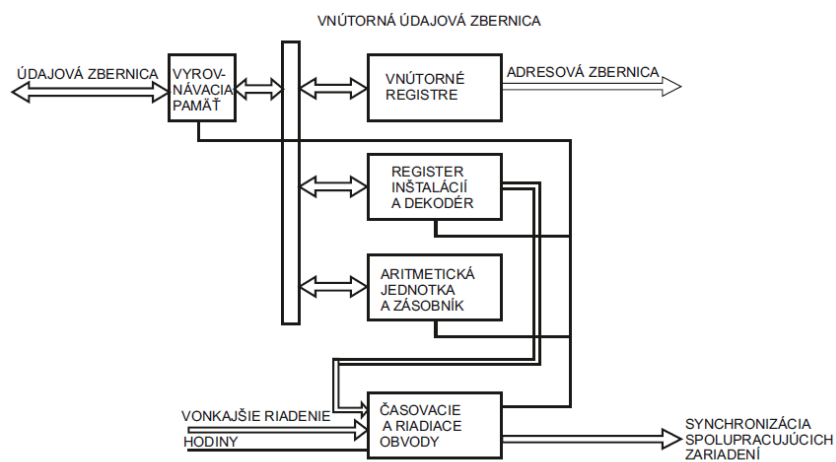 VNÚTORNÁ ÚDAJOVÁ ZBERNICA
ÚDAJOVÁ ZBERNICA
VYROV-
NÁVACIA
PAMÄŤ
VNÚTORNÉ
REGISTRE
ADRESOVÁ ZBERNICA
REGISTER
INŠTALÁCIÍ
A DEKODÉR
ARITMETICKÁ
JEDNOTKA
A ZÁSOBNÍK
VONKAJŠIE RIADENIE
HODINY
ČASOVACIE
A RIADIACE
OBVODY
SYNCHRONIZÁCIA
SPOLUPRACUJÚCICH
ZARIADENÍ